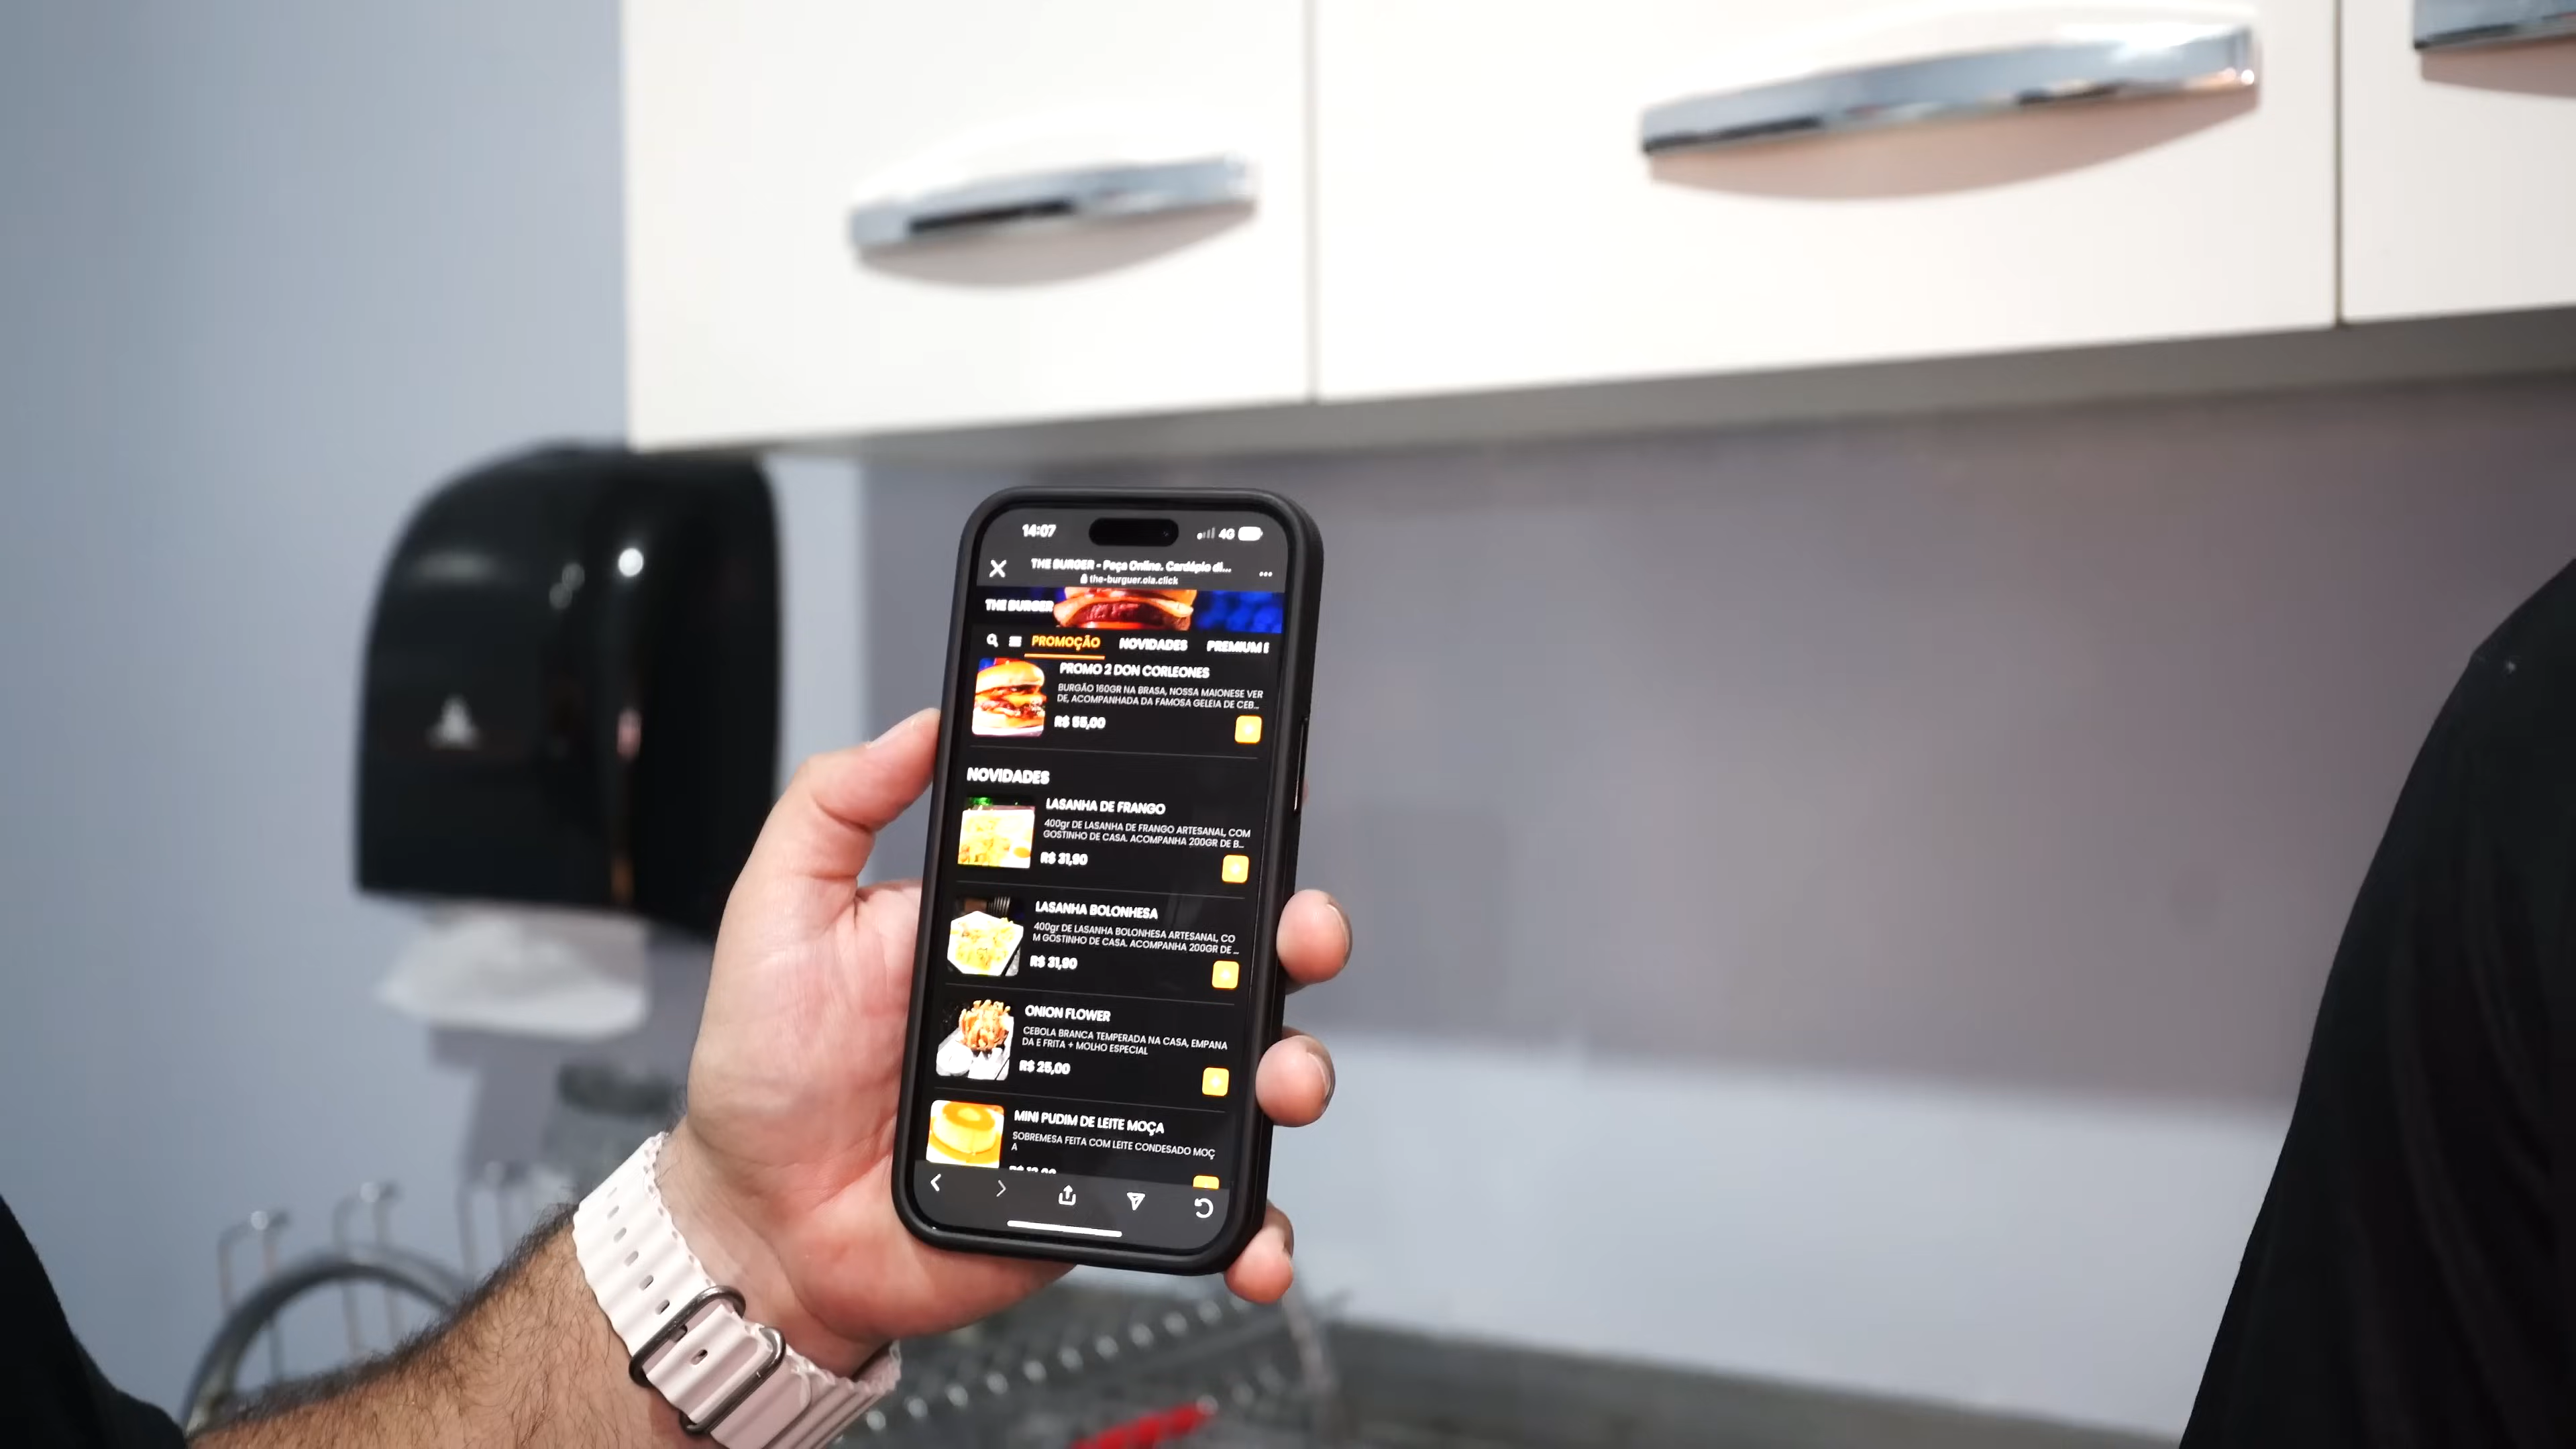 14:07
4G
THE BURGER - Peça Online. Cardápio di...
the-burguer.ola.click
THE BURGER
PROMOÇÃO NOVIDADES PREMIUM
PROMO 2 DON CORLEONES
BURGÃO 160GR NA BRASA, NOSSA MAIONESE VER
DE, ACOMPANHADA DA FAMOSA GELEIA DE CEB...
R$ 55,00
NOVIDADES
LASANHA DE FRANGO
400gr DE LASANHA DE FRANGO ARTESANAL, COM
GOSTINHO DE CASA. ACOMPANHA 200GR DE B...
R$ 31,90
LASANHA BOLONHESA
400gr DE LASANHA BOLONHESA ARTESANAL, CO
M GOSTINHO DE CASA. ACOMPANHA 200GR DE ...
R$ 31,90
ONION FLOWER
CEBOLA BRANCA TEMPERADA NA CASA, EMPANA
DA E FRITA + MOLHO ESPECIAL
R$ 25,00
MINI PUDIM DE LEITE MOÇA
SOBREMESA FEITA COM LEITE CONDESADO MOÇ
A